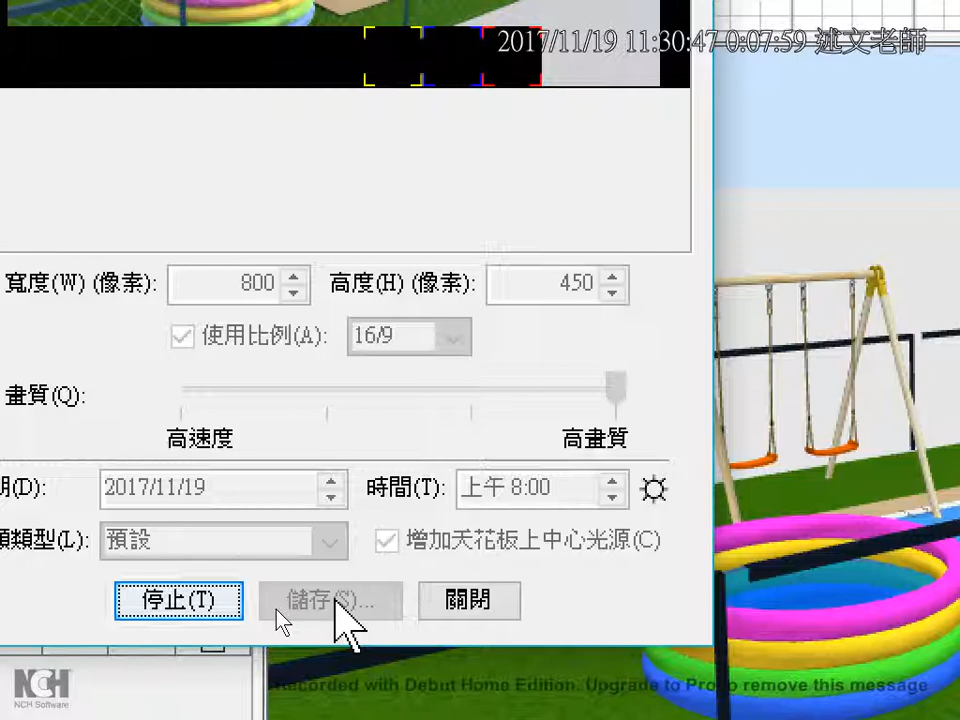 2017/11/19 11:30:47 0:07:59 述文老師
寬度(W) (像素): 800 高度(H) (像素): 450
使用比例(A): 16/9
畫質(Q):
高速度 高畫質
期(D): 2017/11/19 時間(T): 上午 8:00
類型(L): 預設 增加天花板上中心光源(C)
停止(T) 儲存(S)... 關閉
NCH
NCH Software
Recorded with Debut Home Edition. Upgrade to Pro to remove this message